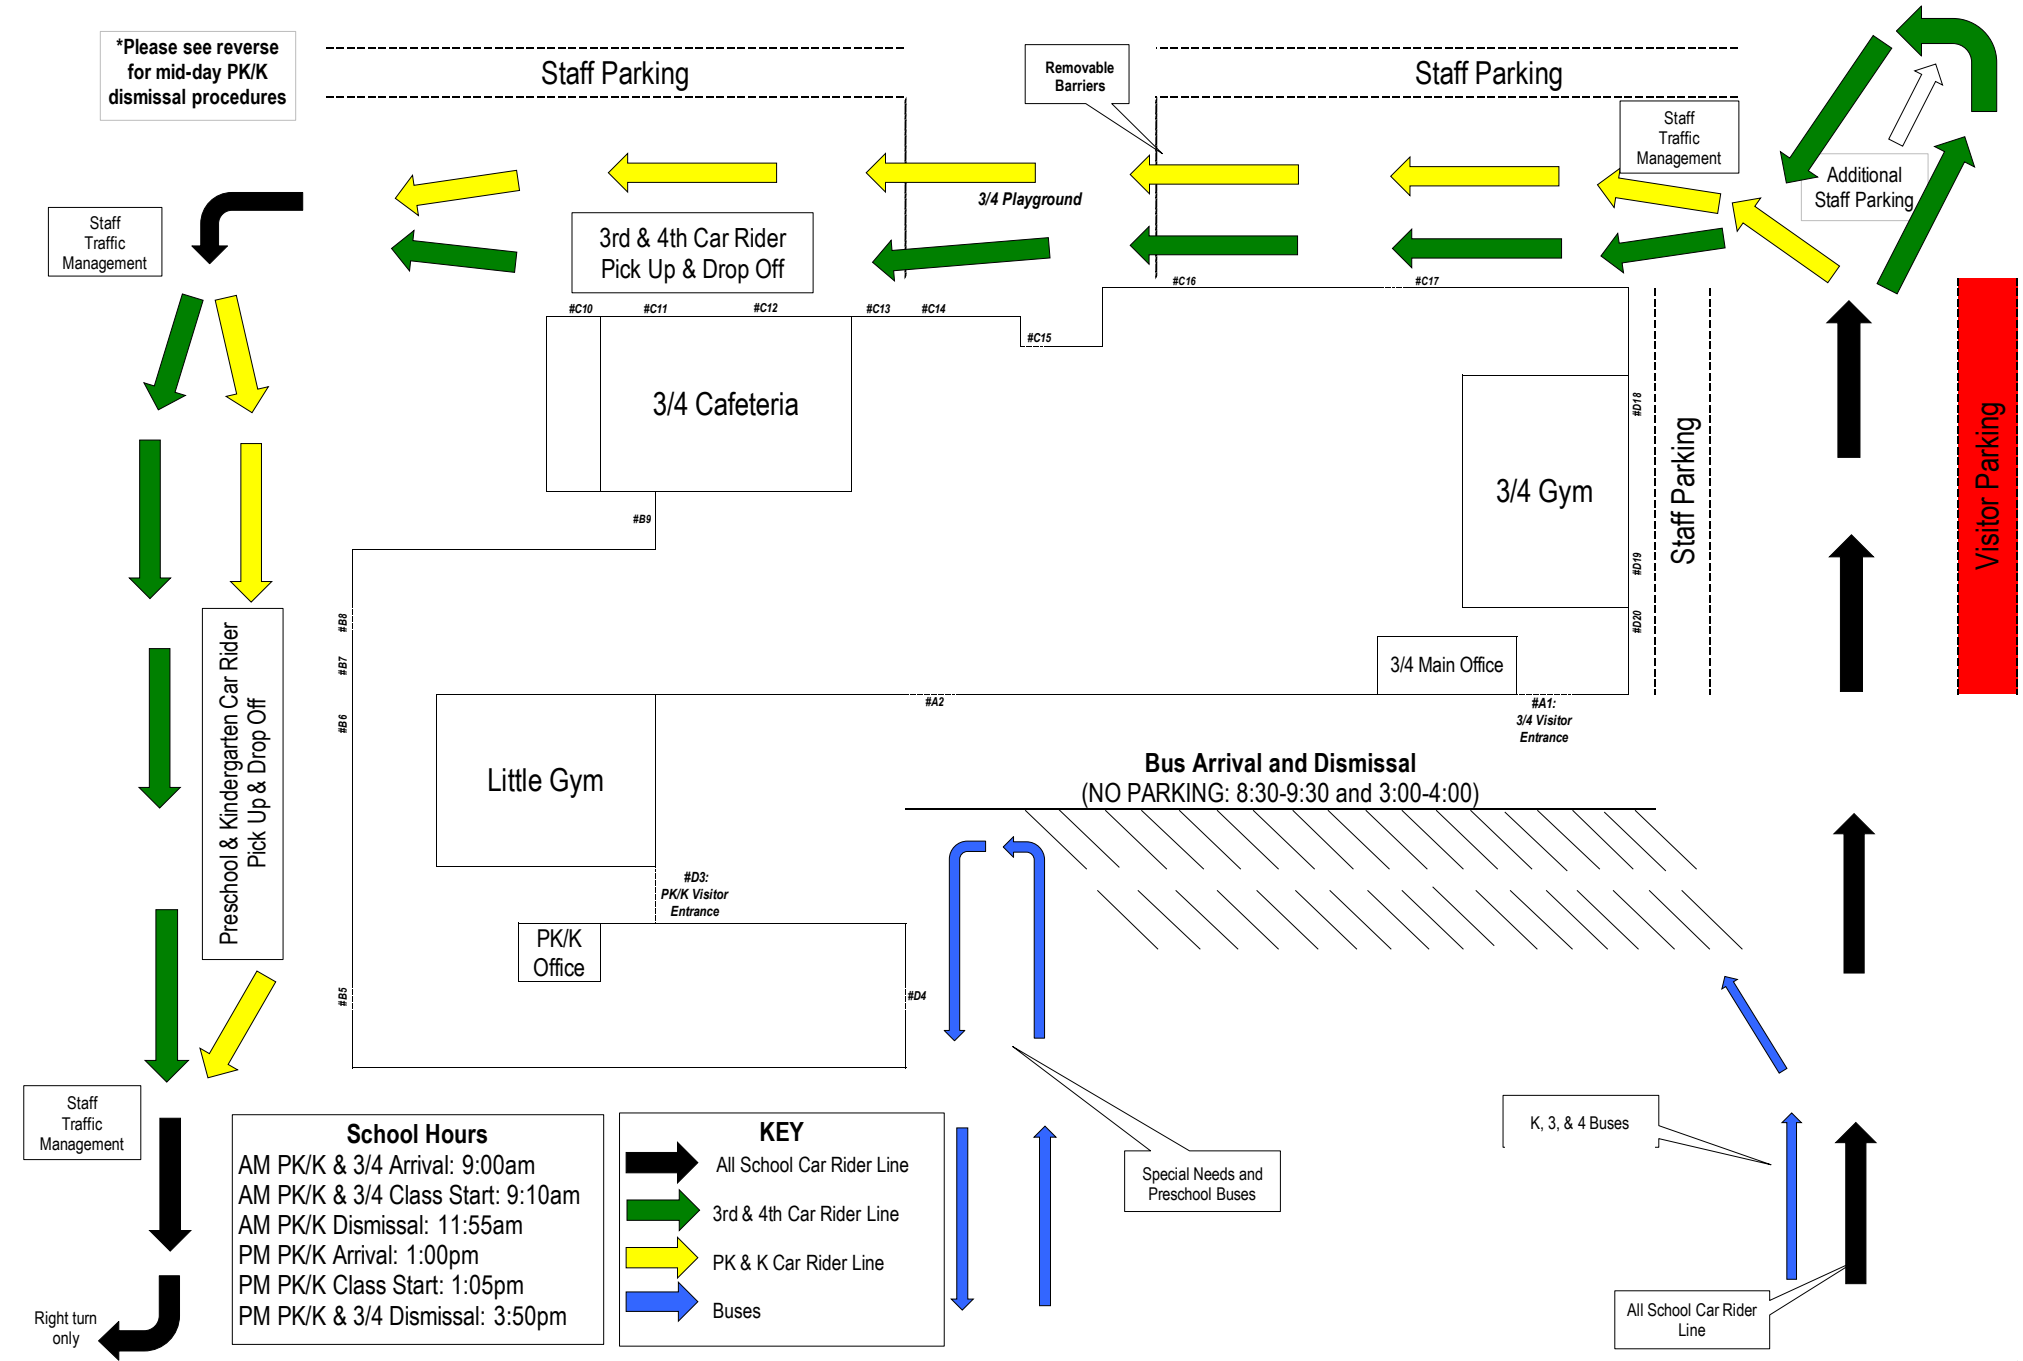 *Please see reverse
for mid-day PK/K
dismissal procedures
Staff Parking
Removable
Barriers
Staff Parking
Staff
Traffic
Management
Additional
Staff Parking
3/4 Playground
Staff
Traffic
Management
3rd & 4th Car Rider
Pick Up & Drop Off
#C10
#C11
#C12
#C13
#C14
#C15
#C16
#C17
3/4 Cafeteria
3/4 Gym
#D18
#D19
#D20
Staff Parking
Visitor Parking
#B9
#B8
#B7
#B6
#B5
Preschool & Kindergarten Car Rider
Pick Up & Drop Off
3/4 Main Office
#A2
#A1:
3/4 Visitor
Entrance
Little Gym
Bus Arrival and Dismissal
(NO PARKING: 8:30-9:30 and 3:00-4:00)
#D3:
PK/K Visitor
Entrance
PK/K
Office
#D4
Staff
Traffic
Management
School Hours
AM PK/K & 3/4 Arrival: 9:00am
AM PK/K & 3/4 Class Start: 9:10am
AM PK/K Dismissal: 11:55am
PM PK/K Arrival: 1:00pm
PM PK/K Class Start: 1:05pm
PM PK/K & 3/4 Dismissal: 3:50pm
KEY
All School Car Rider Line
3rd & 4th Car Rider Line
PK & K Car Rider Line
Buses
Special Needs and
Preschool Buses
K, 3, & 4 Buses
All School Car Rider
Line
Right turn
only